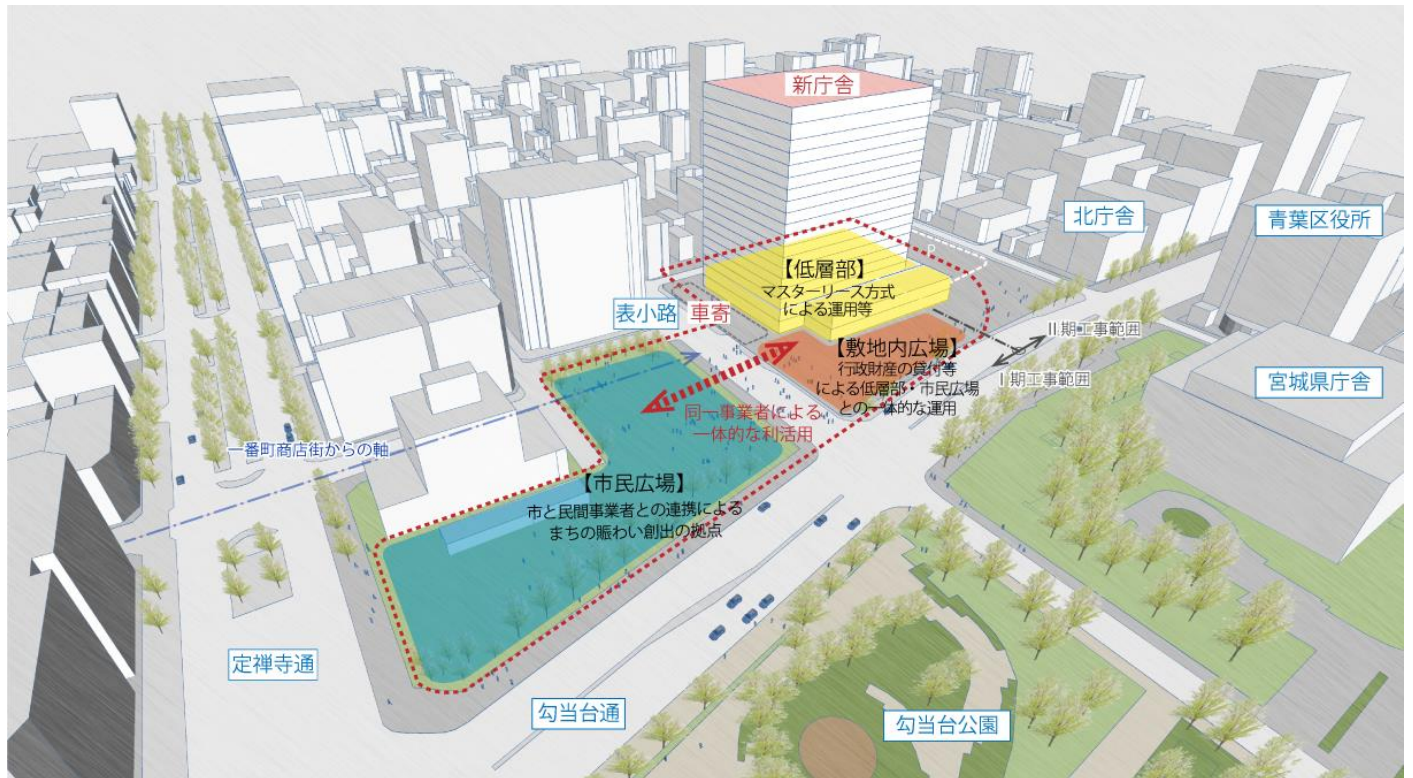 新庁舎
北庁舎
青葉区役所
P
【低層部】
マスターリース方式
による運用等
表小路
車寄
Ⅱ期工事範囲
Ⅰ期工事範囲
【敷地内広場】
行政財産の貸付等
による低層部・市民広場
との一体的な運用
宮城県庁舎
同一事業者による
一体的な利活用
一番町商店街からの軸
【市民広場】
市と民間事業者との連携による
まちの賑わい創出の拠点
定禅寺通
勾当台通
勾当台公園